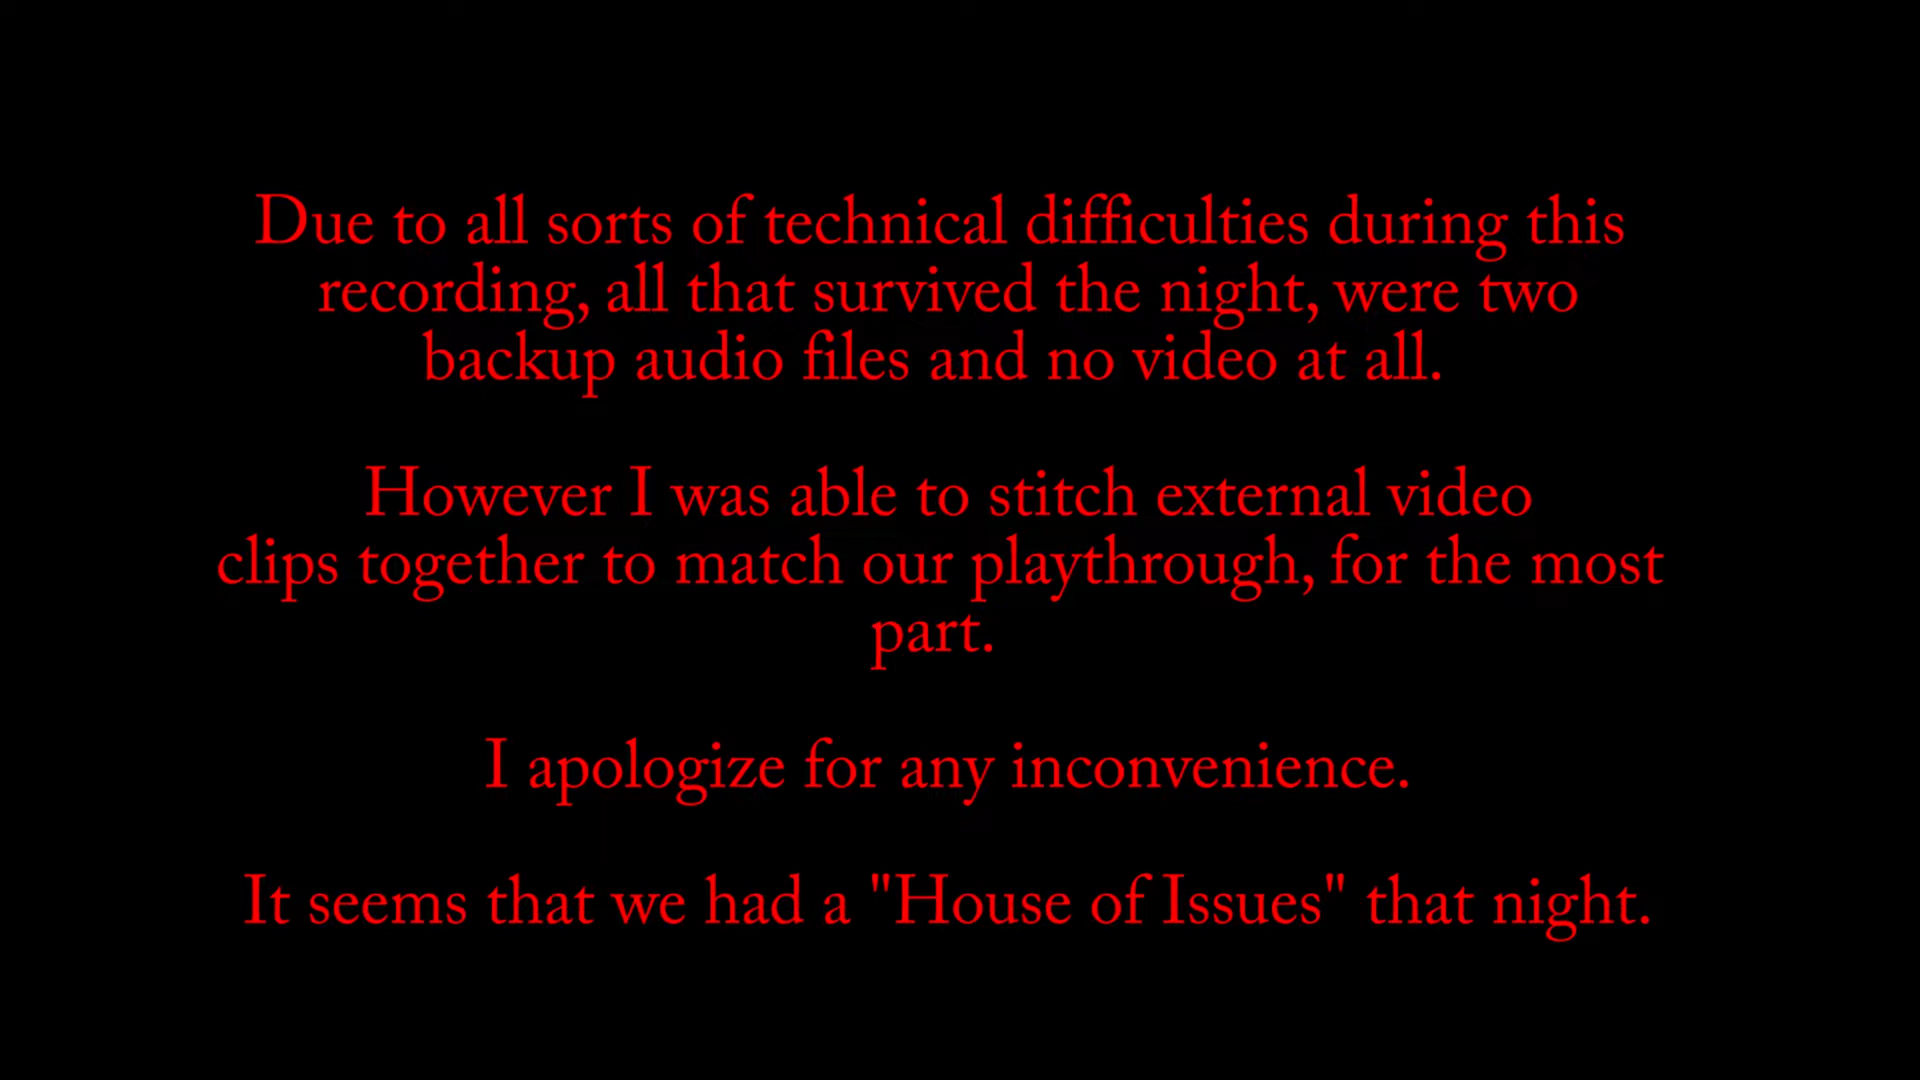 Due to all sorts of technical difficulties during this
recording, all that survived the night, were two
backup audio files and no video at all.
However I was able to stitch external video
clips together to match our playthrough, for the most
part.
I apologize for any inconvenience.
It seems that we had a "House of Issues" that night.